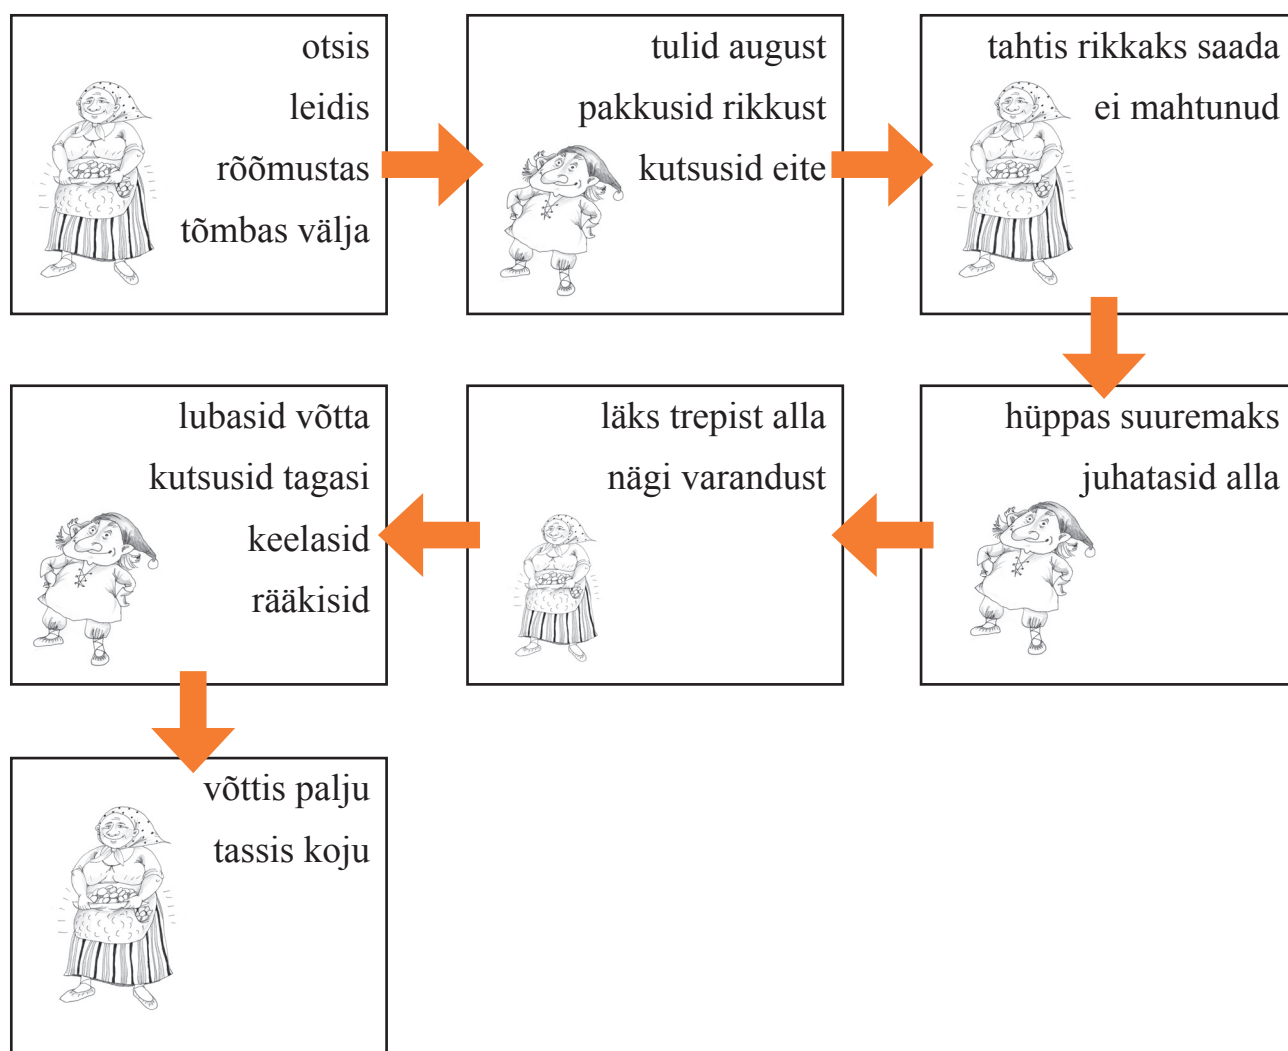 otsis
leidis
rõõmustas
tõmbas välja
tulid august
pakkusid rikkust
kutsusid eite
tahtis rikkaks saada
ei mahtunud
hüppas suuremaks
juhatasid alla
läks trepist alla
nägi varandust
lubasid võtta
kutsusid tagasi
keelasid
rääkisid
võttis palju
tassis koju